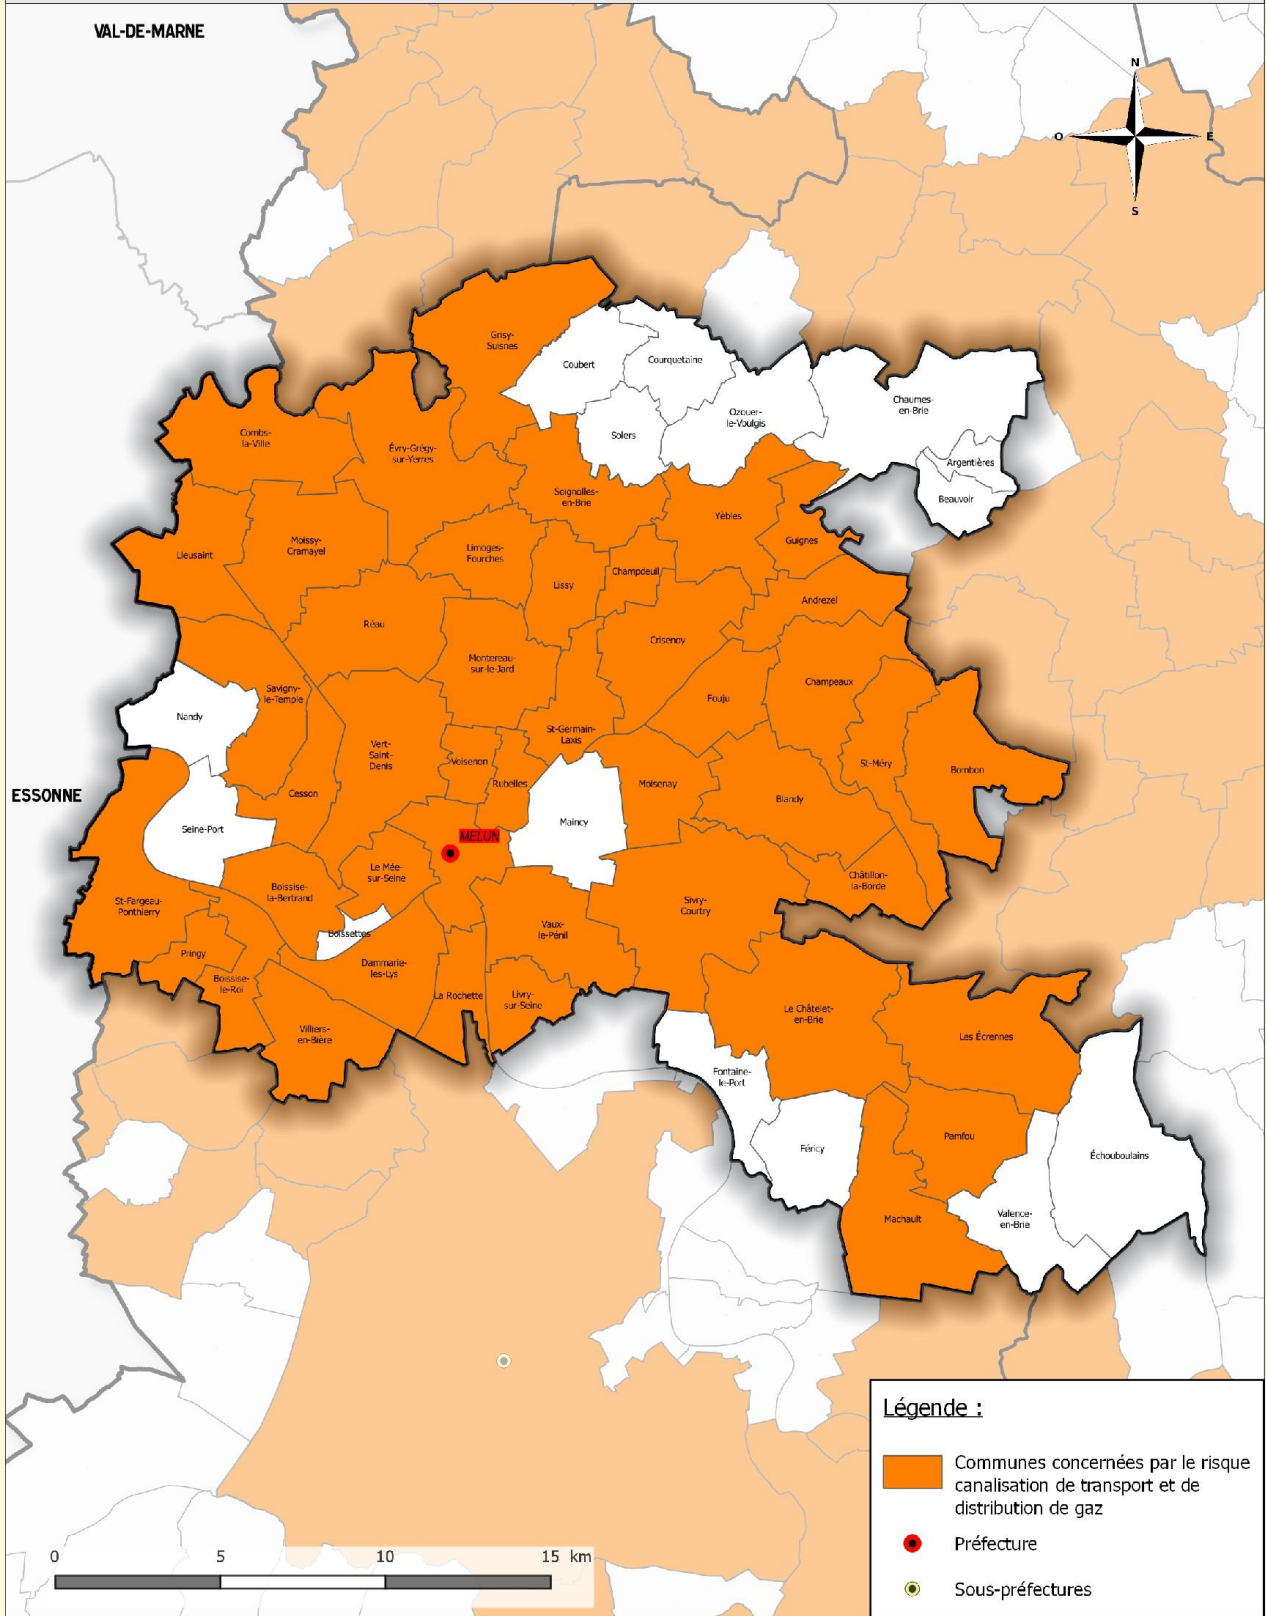 VAL-DE-MARNE
N
O
E
S
Grisy-
Suisnes
Coubert
Courquetaine
Chaumes-
en-Brie
Ozouer-
le-Voulgis
Solers
Combs-
la-Ville
Évry-Grégy-
sur-Yerres
Argentières
Beauvoir
Soignolles-
en-Brie
Yèbles
Guignes
Lieusaint
Moissy-
Cramayel
Limoges-
Fourches
Lissy
Champdeuil
Andrezel
Réau
Crisenoy
Montereau-
sur-le-Jard
Champeaux
Savigny-
le-Temple
Fouju
Nandy
St-Germain-
Laxis
Vert-
Saint-
Denis
Voisenon
St-Méry
Bombon
Rubelles
Moisenay
ESSONNE
Cesson
Blandy
Seine-Port
Maincy
MELUN
Le Mée-
sur-Seine
Châtillon-
la-Borde
Boissise-
la-Bertrand
St-Fargeau-
Ponthierry
Sivry-
Courtry
Vaux-
le-Pénil
Boissettes
Pringy
Dammarie-
les-Lys
Boissise-
le-Roi
La Rochette
Livry-
sur-Seine
Le Châtelet-
en-Brie
Villiers-
en-Bière
Les Écrennes
Fontaine-
le-Port
Pamfou
Féricy
Échouboulains
Machault
Valence-
en-Brie
Légende :
Communes concernées par le risque
canalisation de transport et de
distribution de gaz
Préfecture
Sous-préfectures
0 5 10 15 km